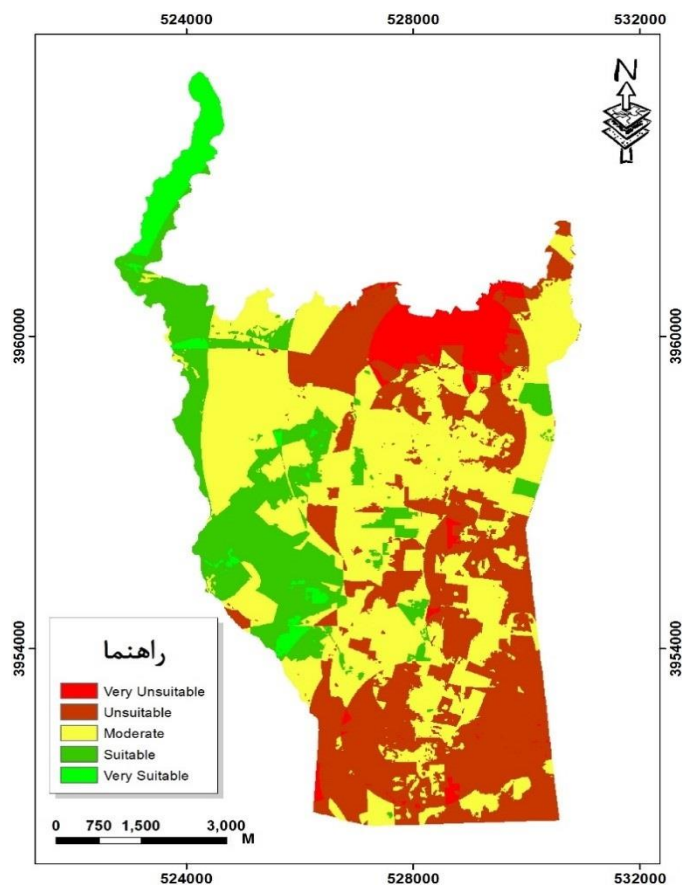 524000 528000 532000
N
3960000 3960000
3954000 3954000
راهنما
Very Unsuitable
Unsuitable
Moderate
Suitable
Very Suitable
0 750 1,500 3,000
M
524000 528000 532000